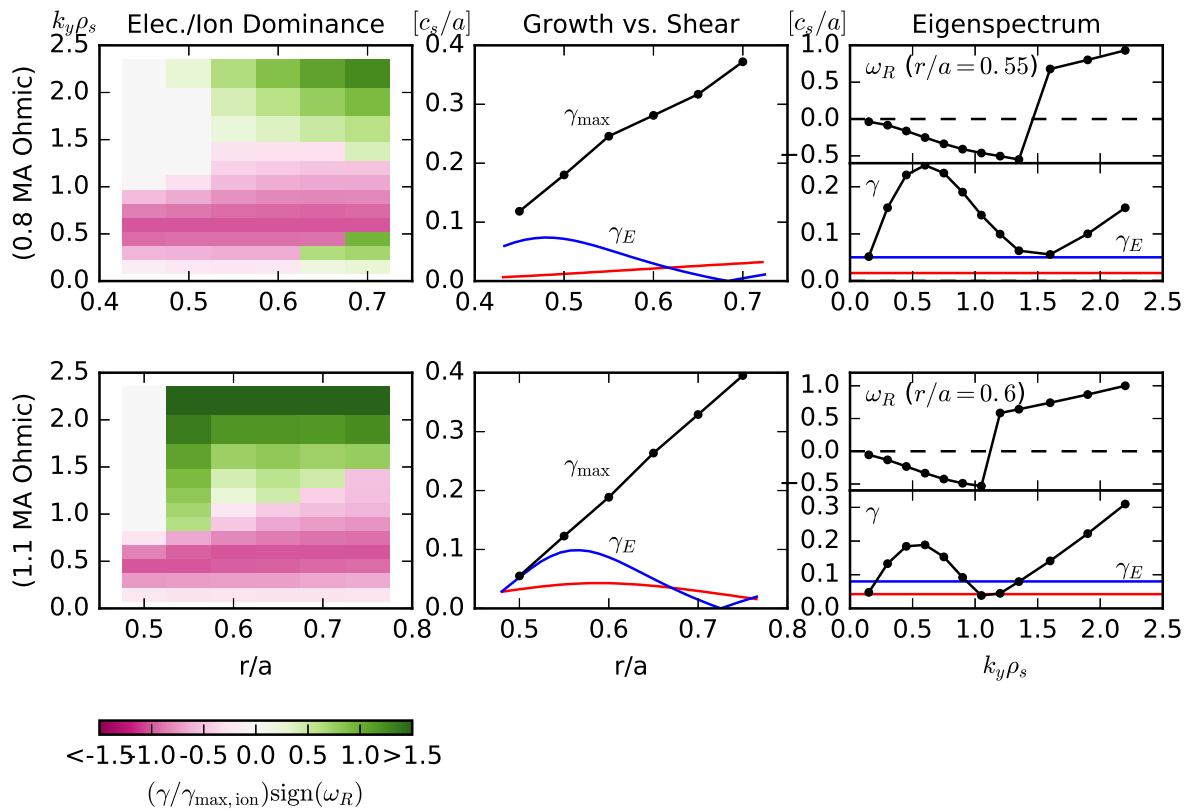 k_yρ_s Elec./Ion Dominance [c_s/a] Growth vs. Shear [c_s/a] Eigenspectrum
2.5 0.4 1.0
ω_R (r/a = 0.55)
2.0 0.3 0.5
γ_max 0.0
1.5 −0.5
(0.8 MA Ohmic)
0.2 γ 0.2
1.0
0.5 0.1 γ_E 0.1 γ_E
0.0 0.0 0.0
0.4 0.5 0.6 0.7 0.4 0.5 0.6 0.7 0.0 0.5 1.0 1.5 2.0 2.5
2.5 0.4 1.0 ω_R (r/a = 0.6)
2.0 0.3 0.5
γ_max 0.0
1.5 −0.5
(1.1 MA Ohmic)
0.2 0.3 γ
1.0 0.2
0.5 0.1 γ_E 0.1 γ_E
0.0 0.0 0.0
0.5 0.6 0.7 0.8 0.5 0.6 0.7 0.8 0.0 0.5 1.0 1.5 2.0 2.5
r/a r/a k_yρ_s
<-1.5 -1.0 -0.5 0.0 0.5 1.0 >1.5
(γ/γ_max, ion)sign(ω_R)